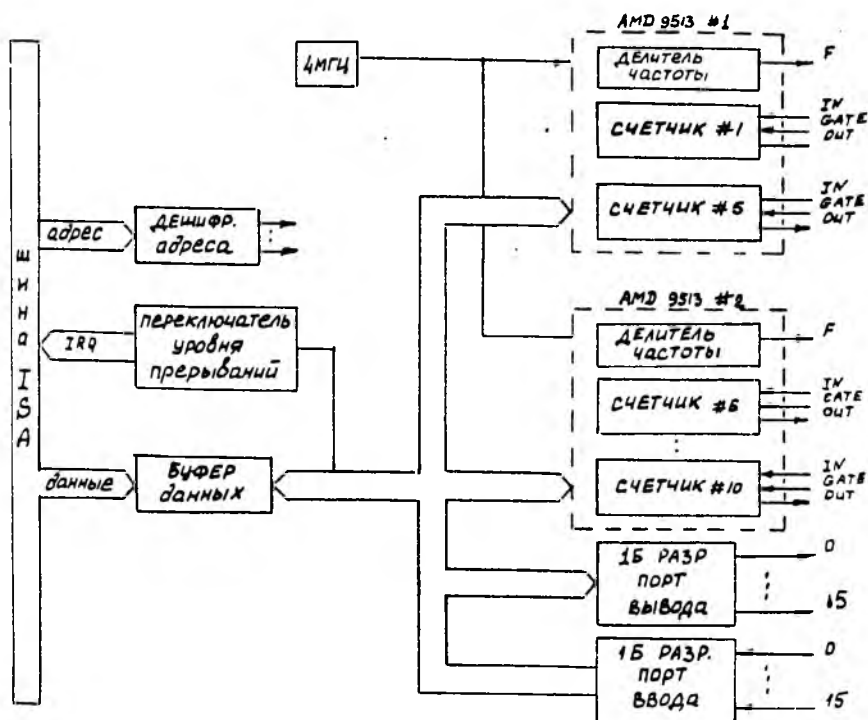 AMD 9513 #1
4МГЦ
ДЕЛИТЕЛЬ
ЧАСТОТЫ
F
СЧЕТЧИК #1
IN
GATE
OUT
СЧЕТЧИК #5
IN
GATE
OUT
шина ISA
адрес
ДЕШИФР.
адреса
IRQ
ПЕРЕКЛЮЧАТЕЛЬ
УРОВНЯ
прерываний
AMD 9513 #2
ДЕЛИТЕЛЬ
ЧАСТОТЫ
F
СЧЕТЧИК #6
IN
GATE
OUT
данные
БУФЕР
данных
СЧЕТЧИК #10
IN
GATE
OUT
16 РАЗР
ПОРТ
ВЫВОДА
0
15
16 РАЗР.
ПОРТ
ВВОДА
0
15